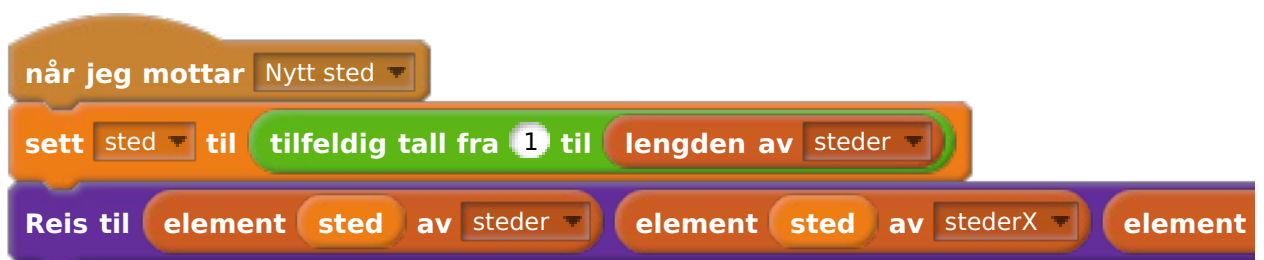 når jeg mottar Nytt sted
sett sted til tilfeldig tall fra 1 til lengden av steder
Reis til element sted av steder element sted av stederX element